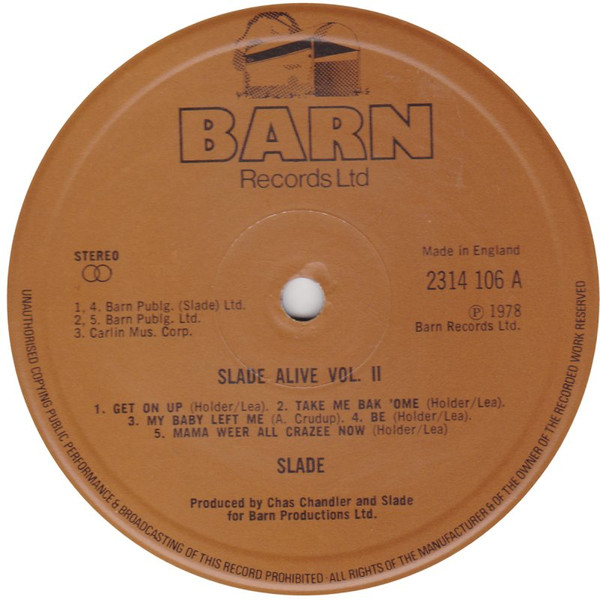 BARN
Records Ltd
STEREO
Made in England
2314 106 A
1, 4. Barn Publg. (Slade) Ltd.
2, 5. Barn Publg. Ltd.
3. Carlin Mus. Corp.
Ⓟ 1978
Barn Records Ltd.
SLADE ALIVE VOL. II
1. GET ON UP (Holder/Lea). 2. TAKE ME BAK 'OME (Holder/Lea).
3. MY BABY LEFT ME (A. Crudup). 4. BE (Holder/Lea).
5. MAMA WEER ALL CRAZEE NOW (Holder/Lea)
SLADE
Produced by Chas Chandler and Slade
for Barn Productions Ltd.
UNAUTHORISED COPYING PUBLIC PERFORMANCE & BROADCASTING OF THIS RECORD PROHIBITED · ALL RIGHTS OF THE MANUFACTURER & OF THE OWNER OF THE RECORDED WORK RESERVED